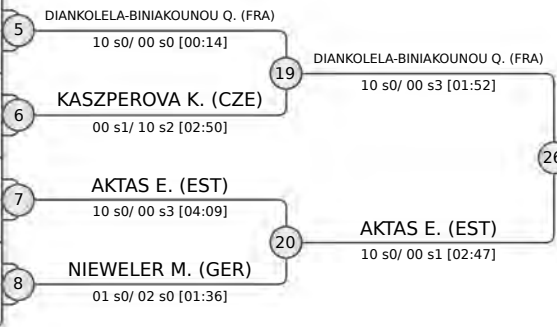 5
DIANKOLELA-BINIAKOUNOU Q. (FRA)
10 s0/ 00 s0 [00:14]
19
DIANKOLELA-BINIAKOUNOU Q. (FRA)
10 s0/ 00 s3 [01:52]
6
KASZPEROVA K. (CZE)
00 s1/ 10 s2 [02:50]
26
7
AKTAS E. (EST)
10 s0/ 00 s3 [04:09]
20
AKTAS E. (EST)
10 s0/ 00 s1 [02:47]
8
NIEWELER M. (GER)
01 s0/ 02 s0 [01:36]